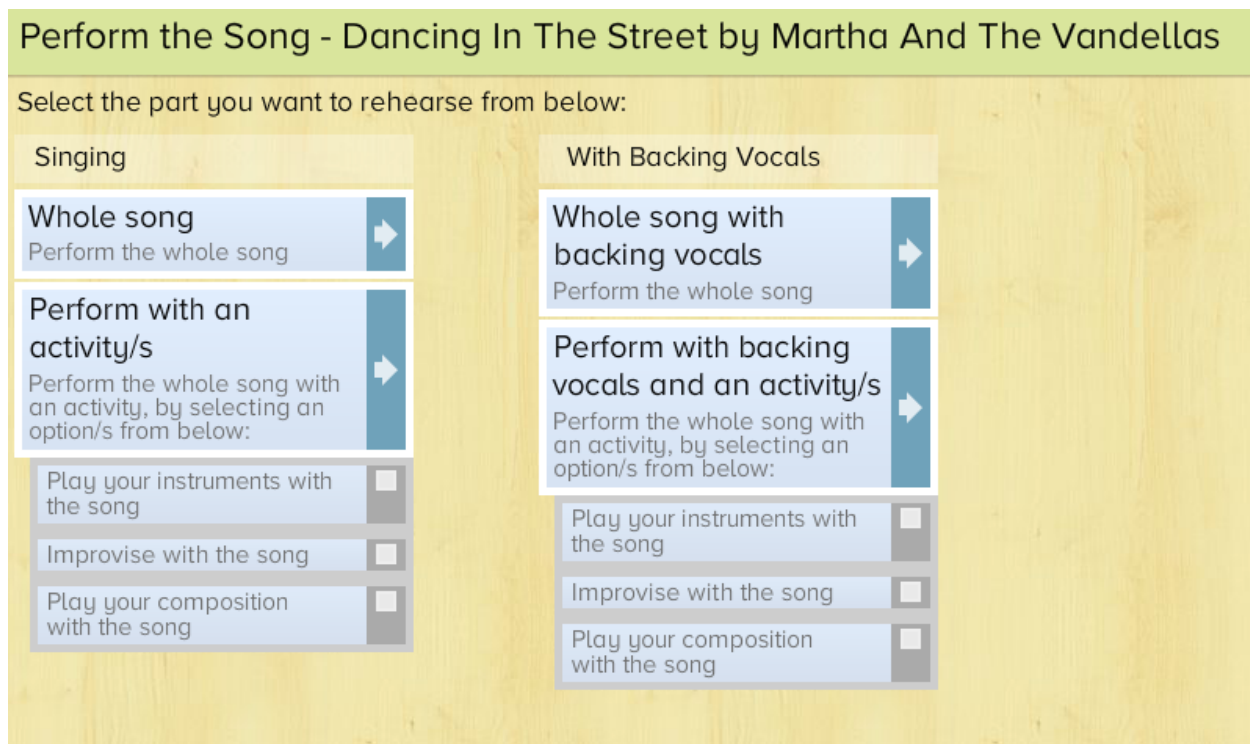 Perform the Song - Dancing In The Street by Martha And The Vandellas
Select the part you want to rehearse from below:
Singing
Whole song
Perform the whole song
Perform with an
activity/s
Perform the whole song with
an activity, by selecting an
option/s from below:
Play your instruments with
the song
Improvise with the song
Play your composition
with the song
With Backing Vocals
Whole song with
backing vocals
Perform the whole song
Perform with backing
vocals and an activity/s
Perform the whole song with
an activity, by selecting an
option/s from below:
Play your instruments with
the song
Improvise with the song
Play your composition
with the song